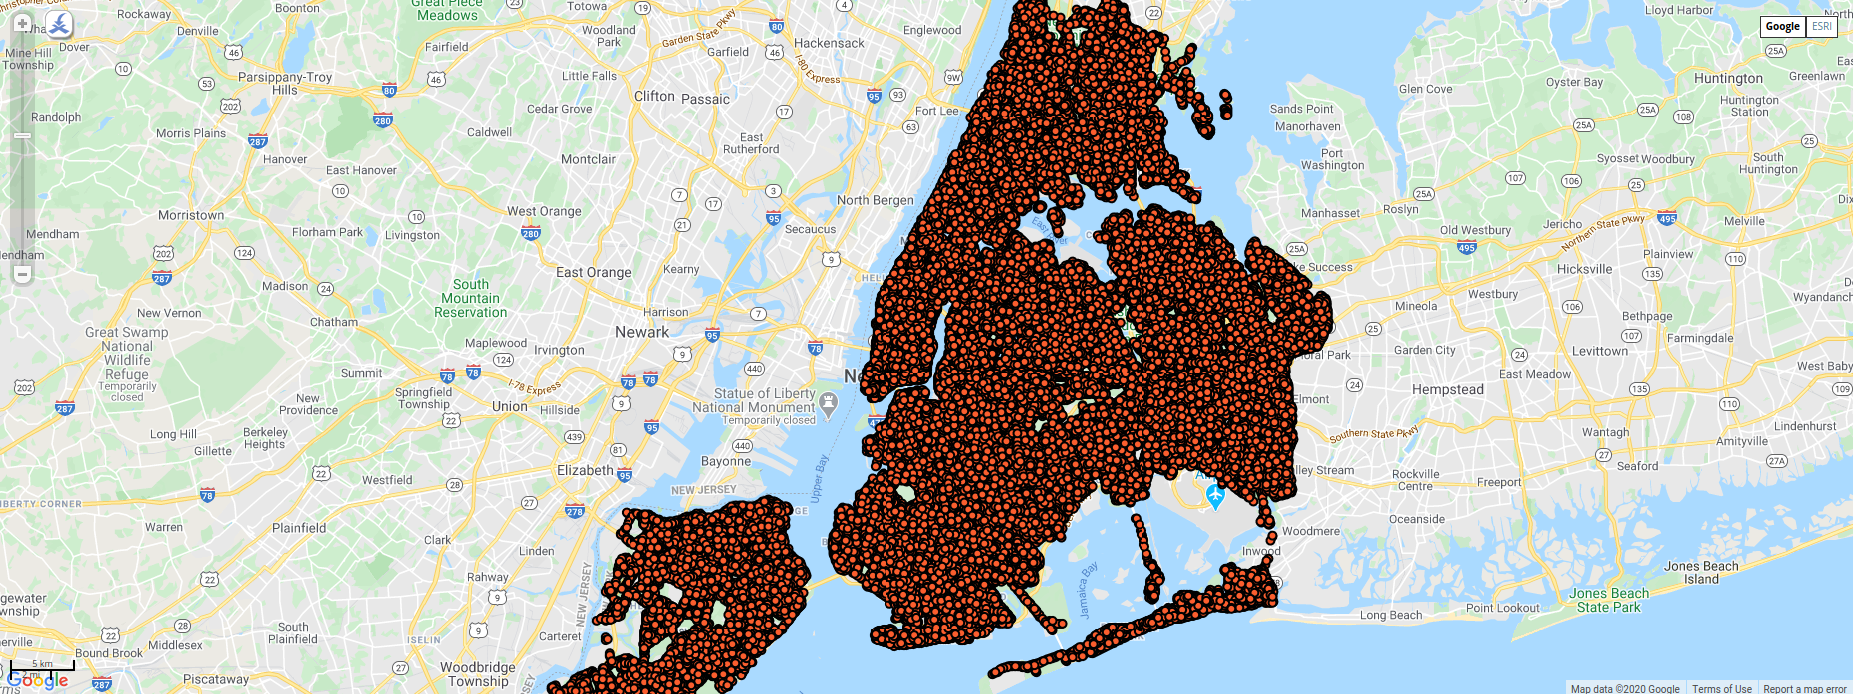 Rockaway
Boonton
Great Piece
Meadows
Totowa
Denville
Dover
Mine Hill
Township
Fairfield
Woodland
Park
Garden State Pkwy
Garfield
Hackensack
Englewood
Lloyd Harbor
Google
ESRI
Parsippany-Troy
Hills
Little Falls
I-80 Express
Clifton
Passaic
Cedar Grove
Fort Lee
Randolph
Morris Plains
Caldwell
East
Rutherford
Hanover
East Hanover
Montclair
North Bergen
Morristown
West Orange
Secaucus
Mendham
Florham Park
Livingston
East Orange
Kearny
Madison
South
Mountain
Reservation
Harrison
New Vernon
Chatham
Newark
Great Swamp
National
Wildlife
Refuge
Temporarily
closed
Maplewood
Irvington
Summit
Springfield
Township
I-78 Express
Union
Hillside
New
Providence
Statue of Liberty
National Monument
Temporarily closed
Long Hill
Berkeley
Heights
Gillette
Bayonne
Elizabeth
Westfield
NEW JERSEY
Upper Bay
LIBERTY CORNER
Warren
Plainfield
Clark
Linden
Rahway
NEW JERSEY
Carteret
South
Plainfield
ISELIN
Middlesex
Bound Brook
Woodbridge
Township
Piscataway
5 km
2 mi
Google
Glen Cove
Oyster Bay
Huntington
Greenlawn
Huntington
Station
Sands Point
Manorhaven
Port
Washington
Syosset
Woodbury
South
Huntington
Manhasset
Roslyn
Jericho
Northern State Pkwy
Melville
Old Westbury
Plainview
Hicksville
East River
Westbury
Wyandanch
Mineola
Bethpage
Farmingdale
Garden City
Levittown
East Meadow
Hempstead
West Baby
Elmont
Southern State Pkwy
Wantagh
Lindenhurst
Amityville
Seaford
Rockville
Centre
Freeport
Oceanside
Woodmere
Inwood
Jamaica Bay
Long Beach
Point Lookout
Jones Beach
Island
Jones Beach
State Park
Map data ©2020 Google
Terms of Use
Report a map error